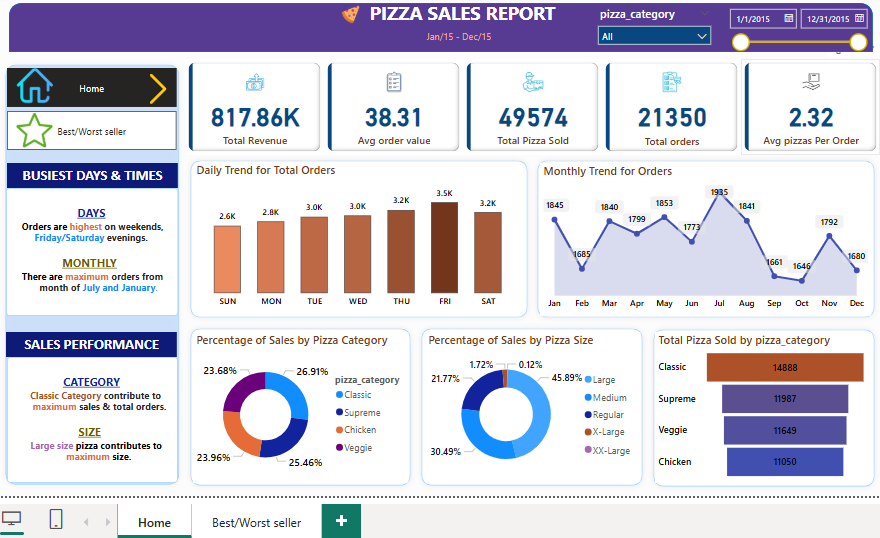 PIZZA SALES REPORT
Jan/15 - Dec/15
pizza_category
All
1/1/2015
12/31/2015
Home
Best/Worst seller
817.86K
Total Revenue
38.31
Avg order value
49574
Total Pizza Sold
21350
Total orders
2.32
Avg pizzas Per Order
BUSIEST DAYS & TIMES
DAYS
Orders are highest on weekends,
Friday/Saturday evenings.
MONTHLY
There are maximum orders from
month of July and January.
SALES PERFORMANCE
CATEGORY
Classic Category contribute to
maximum sales & total orders.
SIZE
Large size pizza contributes to
maximum size.
Daily Trend for Total Orders
2.6K
2.8K
3.0K
3.0K
3.2K
3.5K
3.2K
SUN
MON
TUE
WED
THU
FRI
SAT
Monthly Trend for Orders
1845
1685
1840
1799
1853
1773
1935
1841
1661
1646
1792
1680
Jan
Feb
Mar
Apr
May
Jun
Jul
Aug
Sep
Oct
Nov
Dec
Percentage of Sales by Pizza Category
23.68%
26.91%
23.96%
25.46%
pizza_category
Classic
Supreme
Chicken
Veggie
Percentage of Sales by Pizza Size
1.72%
0.12%
21.77%
45.89%
30.49%
Large
Medium
Regular
X-Large
XX-Large
Total Pizza Sold by pizza_category
Classic
14888
Supreme
11987
Veggie
11649
Chicken
11050
Home
Best/Worst seller
+